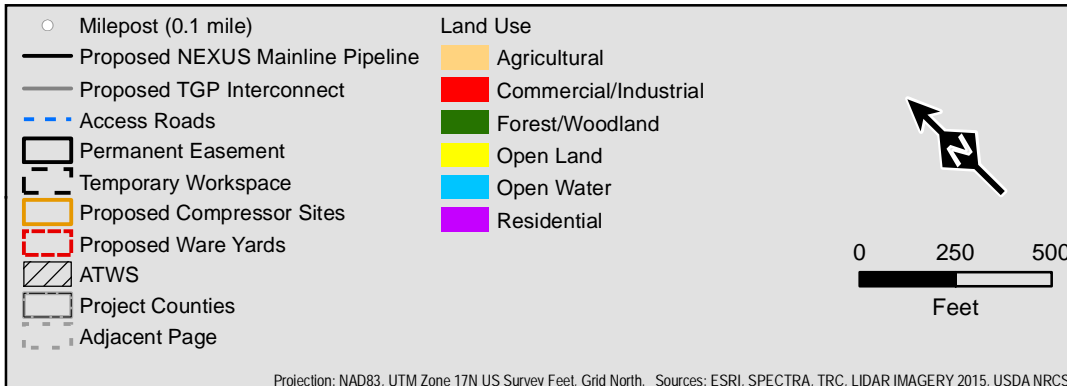 Milepost (0.1 mile)
Proposed NEXUS Mainline Pipeline
Proposed TGP Interconnect
Access Roads
Permanent Easement
Temporary Workspace
Proposed Compressor Sites
Proposed Ware Yards
ATWS
Project Counties
Adjacent Page
Land Use
Agricultural
Commercial/Industrial
Forest/Woodland
Open Land
Open Water
Residential
N
0 250 500
Feet
Projection: NAD83, UTM Zone 17N US Survey Feet, Grid North. Sources: ESRI, SPECTRA, TRC, LIDAR IMAGERY 2015, USDA NRCS